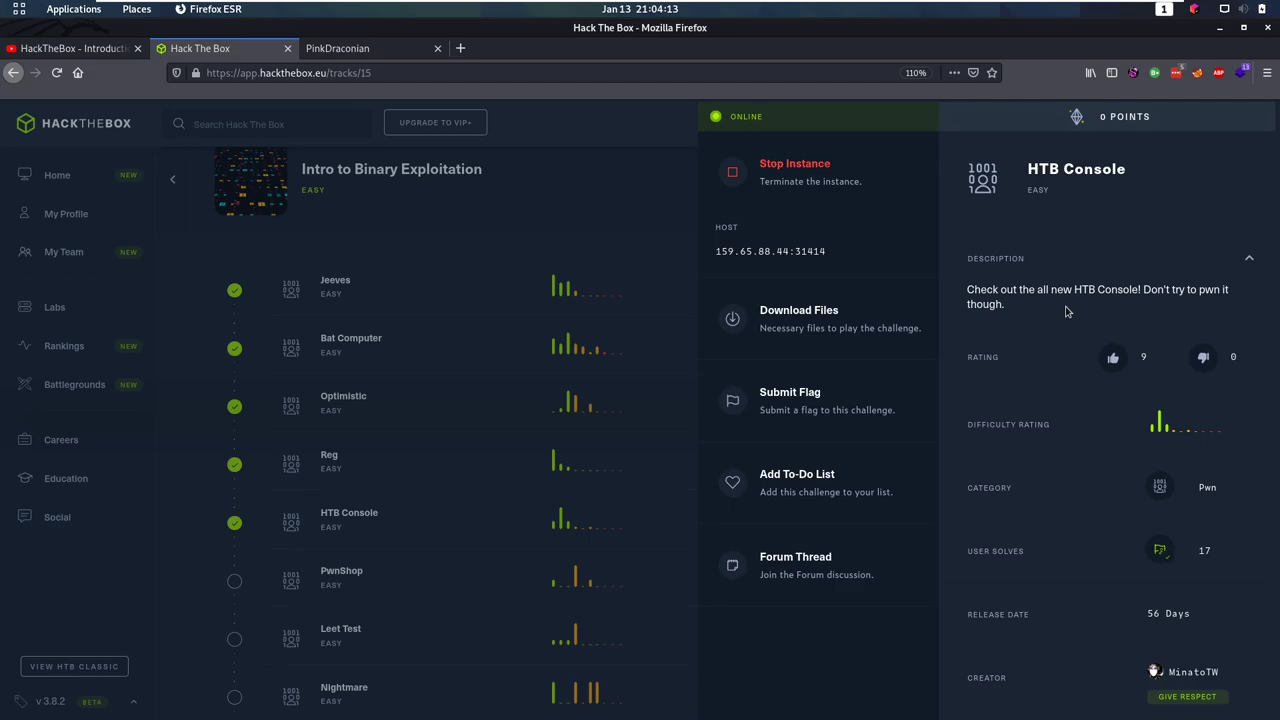 Applications Places Firefox ESR Jan 13 21:04:13 1
Hack The Box - Mozilla Firefox
HackTheBox - Introducti Hack The Box PinkDraconian
https://app.hackthebox.eu/tracks/15 110% 5 13
HACKTHEBOX
Search Hack The Box
UPGRADE TO VIP+
Home NEW
My Profile
My Team NEW
Labs
Rankings NEW
Battlegrounds NEW
Careers
Education
Social
VIEW HTB CLASSIC
v 3.8.2 BETA
Intro to Binary Exploitation
EASY
Jeeves
EASY
Bat Computer
EASY
Optimistic
EASY
Reg
EASY
HTB Console
EASY
PwnShop
EASY
Leet Test
EASY
Nightmare
EASY
ONLINE
Stop Instance
Terminate the instance.
HOST
159.65.88.44:31414
Download Files
Necessary files to play the challenge.
Submit Flag
Submit a flag to this challenge.
Add To-Do List
Add this challenge to your list.
Forum Thread
Join the Forum discussion.
0 POINTS
1001
HTB Console
EASY
DESCRIPTION
Check out the all new HTB Console! Don't try to pwn it
though.
RATING 9 0
DIFFICULTY RATING
CATEGORY Pwn
USER SOLVES 17
RELEASE DATE 56 Days
CREATOR MinatoTW
GIVE RESPECT